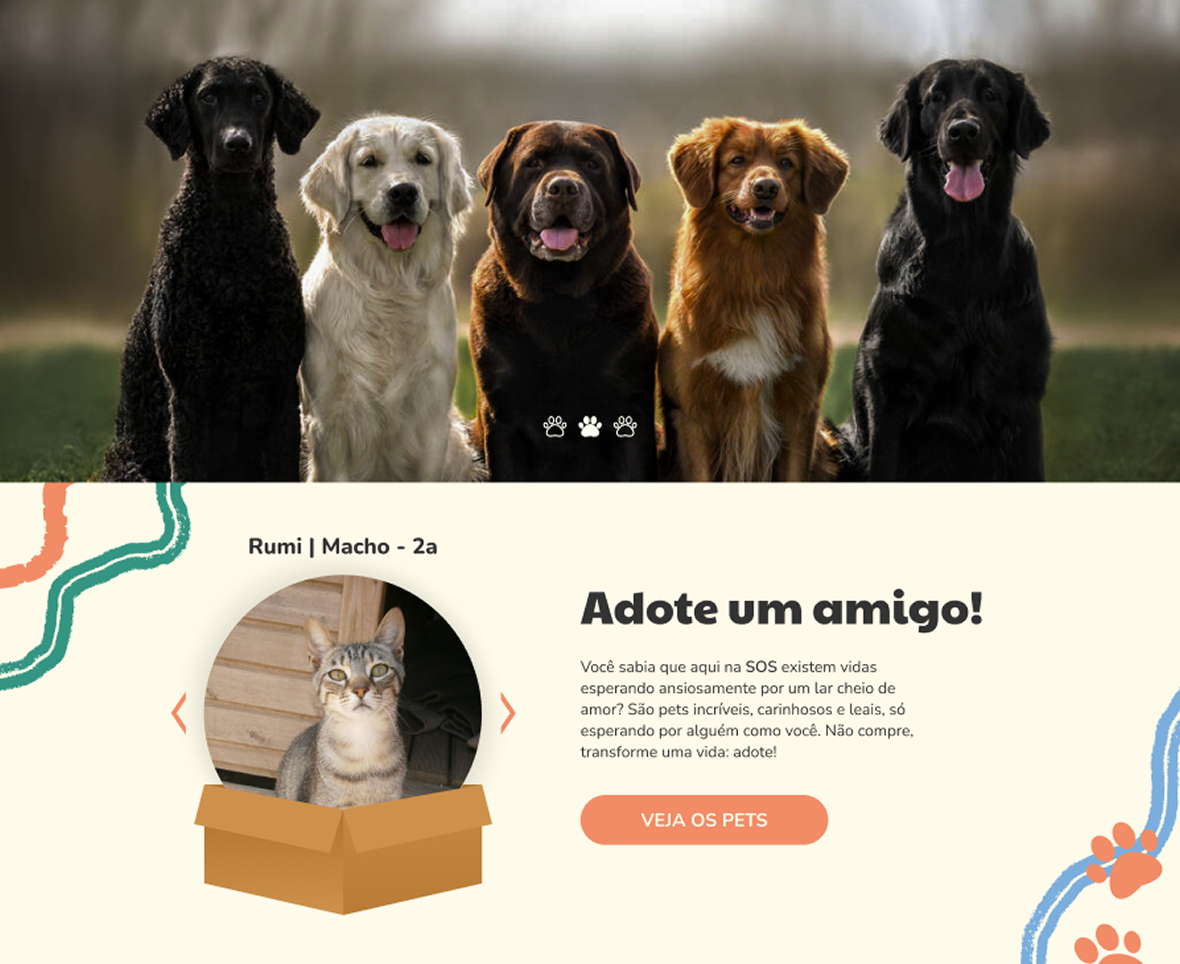 Rumi | Macho - 2a
Adote um amigo!
Você sabia que aqui na SOS existem vidas
esperando ansiosamente por um lar cheio de
amor? São pets incríveis, carinhosos e leais, só
esperando por alguém como você. Não compre,
transforme uma vida: adote!
VEJA OS PETS